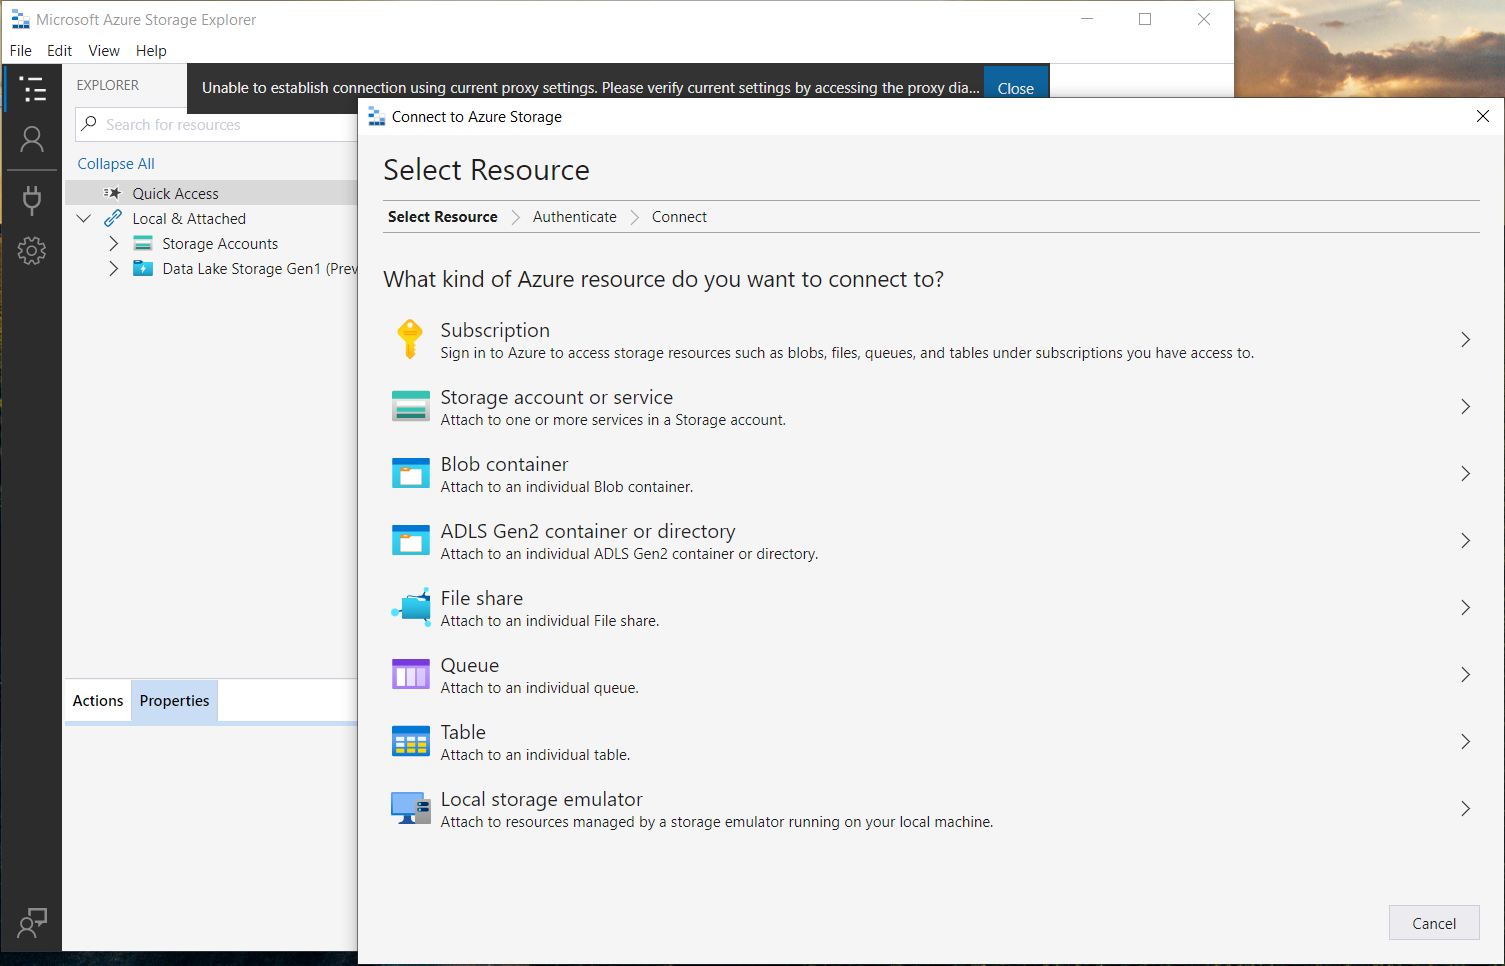 Microsoft Azure Storage Explorer
File Edit View Help
EXPLORER
Unable to establish connection using current proxy settings. Please verify current settings by accessing the proxy dia...
Close
Search for resources
Collapse All
Quick Access
Local & Attached
Storage Accounts
Data Lake Storage Gen1 (Prev
Actions Properties
Connect to Azure Storage
Select Resource
Select Resource Authenticate Connect
What kind of Azure resource do you want to connect to?
Subscription
Sign in to Azure to access storage resources such as blobs, files, queues, and tables under subscriptions you have access to.
Storage account or service
Attach to one or more services in a Storage account.
Blob container
Attach to an individual Blob container.
ADLS Gen2 container or directory
Attach to an individual ADLS Gen2 container or directory.
File share
Attach to an individual File share.
Queue
Attach to an individual queue.
Table
Attach to an individual table.
Local storage emulator
Attach to resources managed by a storage emulator running on your local machine.
Cancel